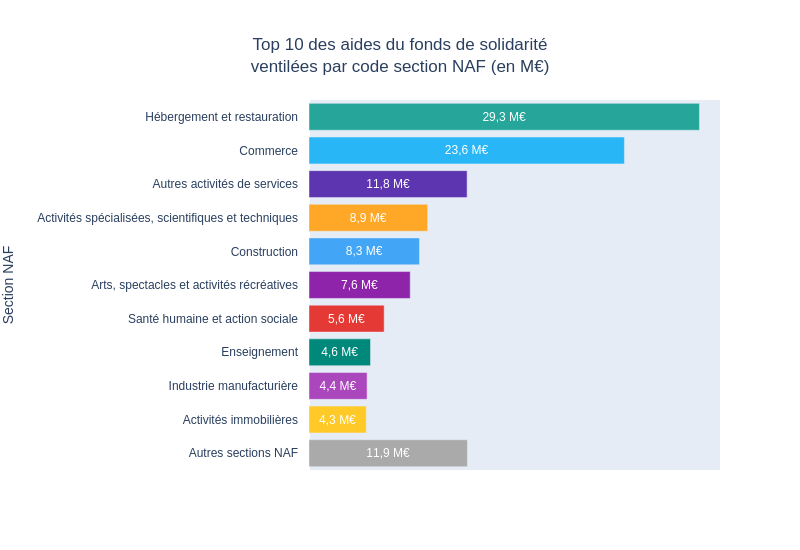 Top 10 des aides du fonds de solidarité
ventilées par code section NAF (en M€)
Section NAF
Hébergement et restauration 29,3 M€
Commerce 23,6 M€
Autres activités de services 11,8 M€
Activités spécialisées, scientifiques et techniques 8,9 M€
Construction 8,3 M€
Arts, spectacles et activités récréatives 7,6 M€
Santé humaine et action sociale 5,6 M€
Enseignement 4,6 M€
Industrie manufacturière 4,4 M€
Activités immobilières 4,3 M€
Autres sections NAF 11,9 M€